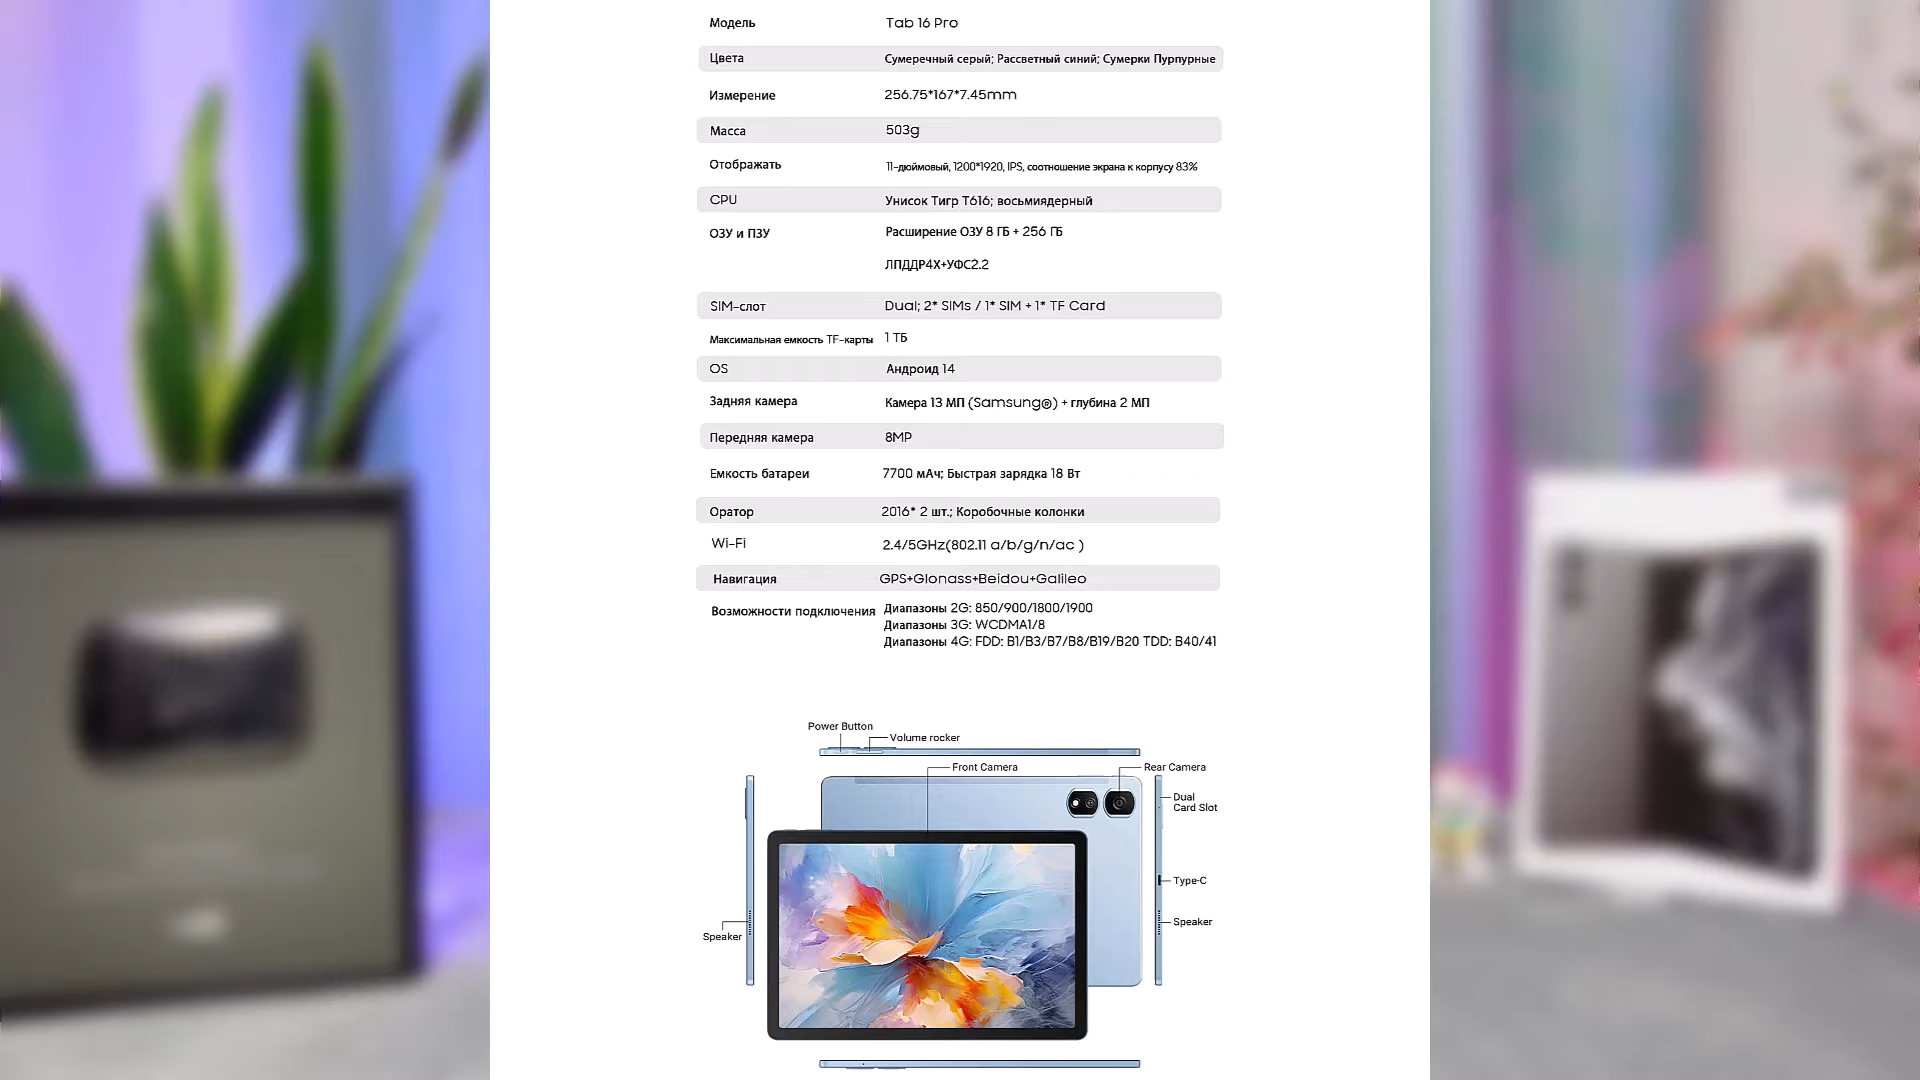 Модель Tab 16 Pro
Цвета Сумеречный серый; Рассветный синий; Сумерки Пурпурные
Измерение 256.75*167*7.45mm
Масса 503g
Отображать 11-дюймовый, 1200*1920, IPS, соотношение экрана к корпусу 83%
CPU Унисок Тигр Т616; восьмиядерный
ОЗУ и ПЗУ Расширение ОЗУ 8 ГБ + 256 ГБ
ЛПДДР4Х+УФС2.2
SIM-слот Dual; 2* SIMs / 1* SIM + 1* TF Card
Максимальная емкость TF-карты 1 ТБ
OS Андроид 14
Задняя камера Камера 13 МП (Samsung®) + глубина 2 МП
Передняя камера 8MP
Емкость батареи 7700 мАч; Быстрая зарядка 18 Вт
Оратор 2016* 2 шт.; Коробочные колонки
Wi-Fi 2.4/5GHz(802.11 a/b/g/n/ac )
Навигация GPS+Glonass+Beidou+Galileo
Возможности подключения Диапазоны 2G: 850/900/1800/1900
Диапазоны 3G: WCDMA1/8
Диапазоны 4G: FDD: B1/B3/B7/B8/B19/B20 TDD: B40/41
Power Button
Volume rocker
Front Camera
Rear Camera
Dual
Card Slot
Type-C
Speaker
Speaker